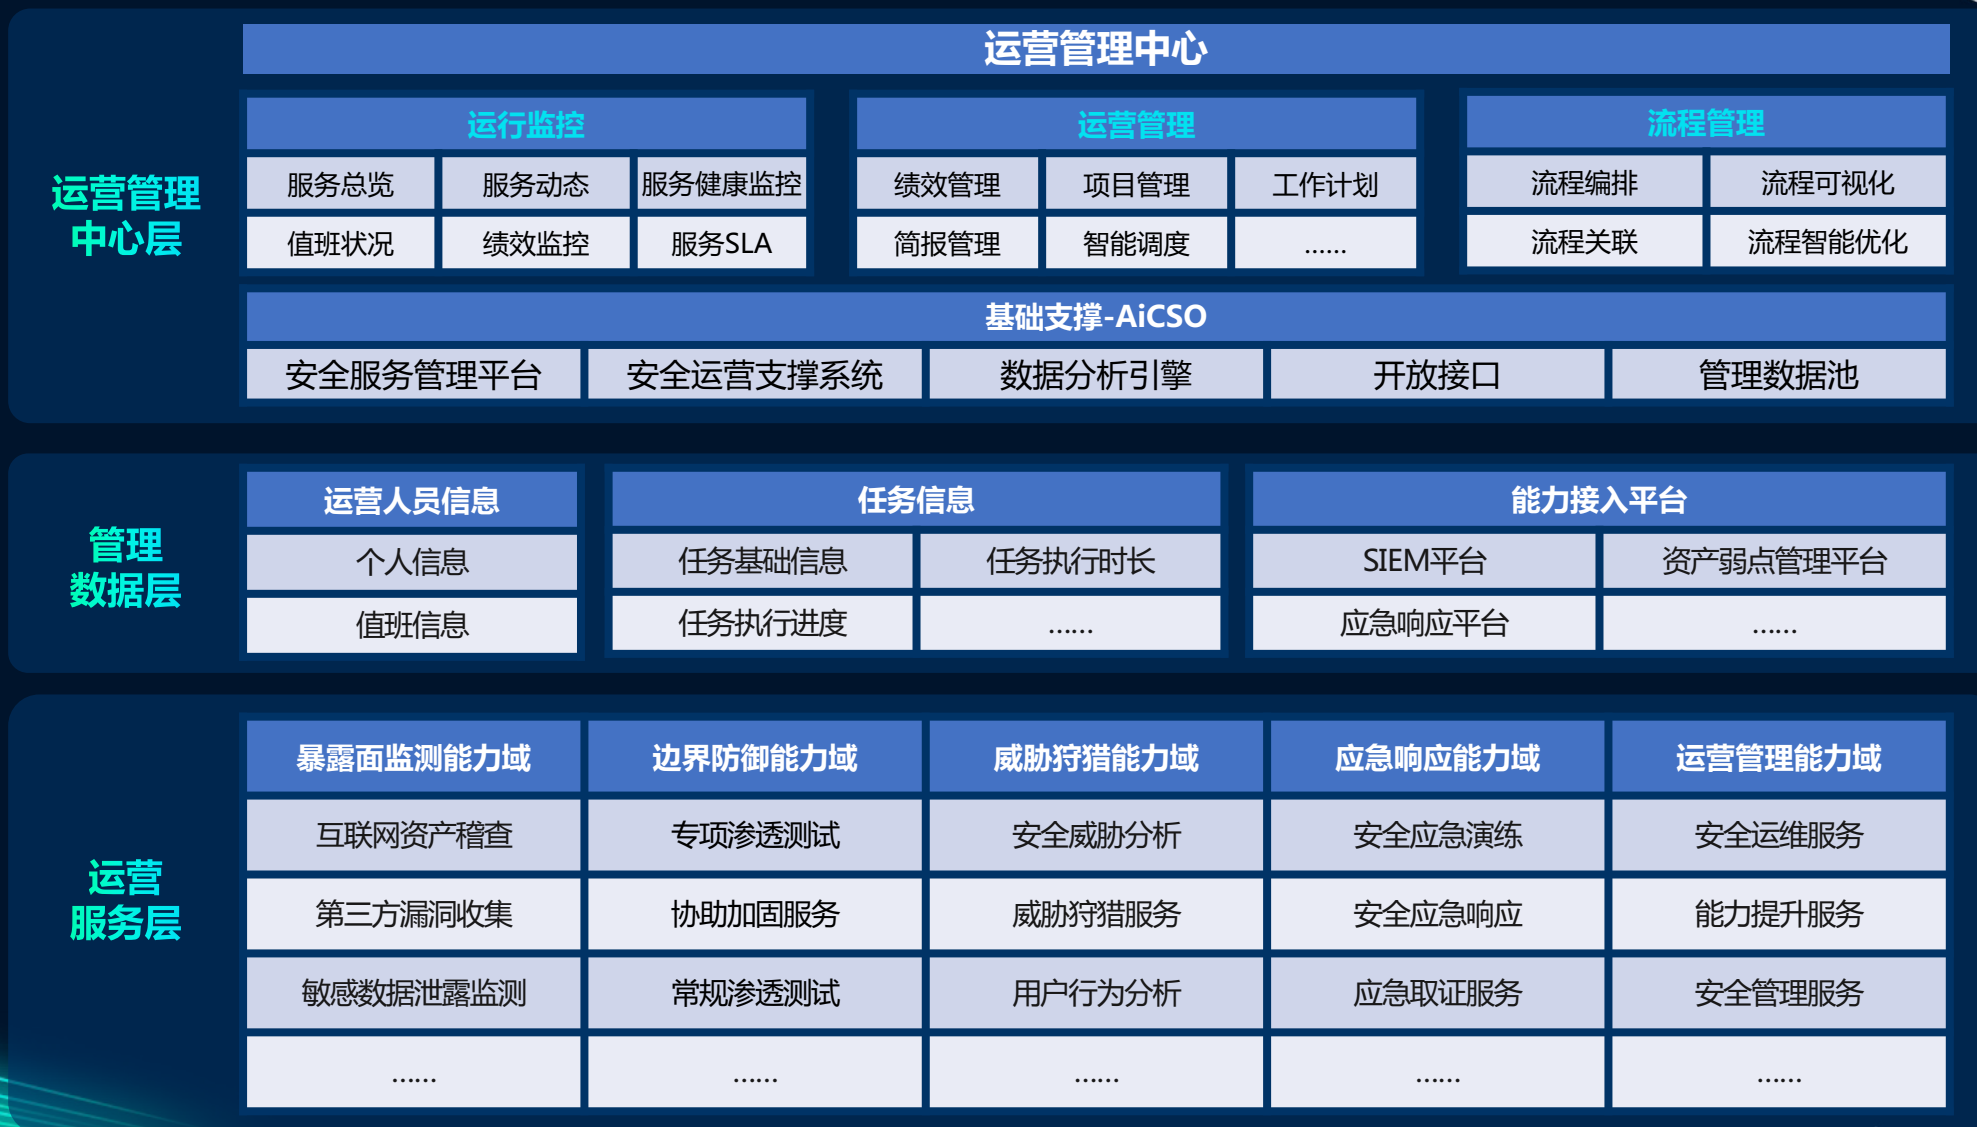 运营管理中心
运营管理
中心层
运行监控
服务总览 服务动态 服务健康监控
值班状况 绩效监控 服务SLA
运营管理
绩效管理 项目管理 工作计划
简报管理 智能调度 ……
流程管理
流程编排 流程可视化
流程关联 流程智能优化
基础支撑-AiCSO
安全服务管理平台 安全运营支撑系统 数据分析引擎 开放接口 管理数据池
管理
数据层
运营人员信息
个人信息
值班信息
任务信息
任务基础信息 任务执行时长
任务执行进度 ……
能力接入平台
SIEM平台 资产弱点管理平台
应急响应平台 ……
运营
服务层
暴露面监测能力域 边界防御能力域 威胁狩猎能力域 应急响应能力域 运营管理能力域
互联网资产稽查 专项渗透测试 安全威胁分析 安全应急演练 安全运维服务
第三方漏洞收集 协助加固服务 威胁狩猎服务 安全应急响应 能力提升服务
敏感数据泄露监测 常规渗透测试 用户行为分析 应急取证服务 安全管理服务
…… …… …… …… ……